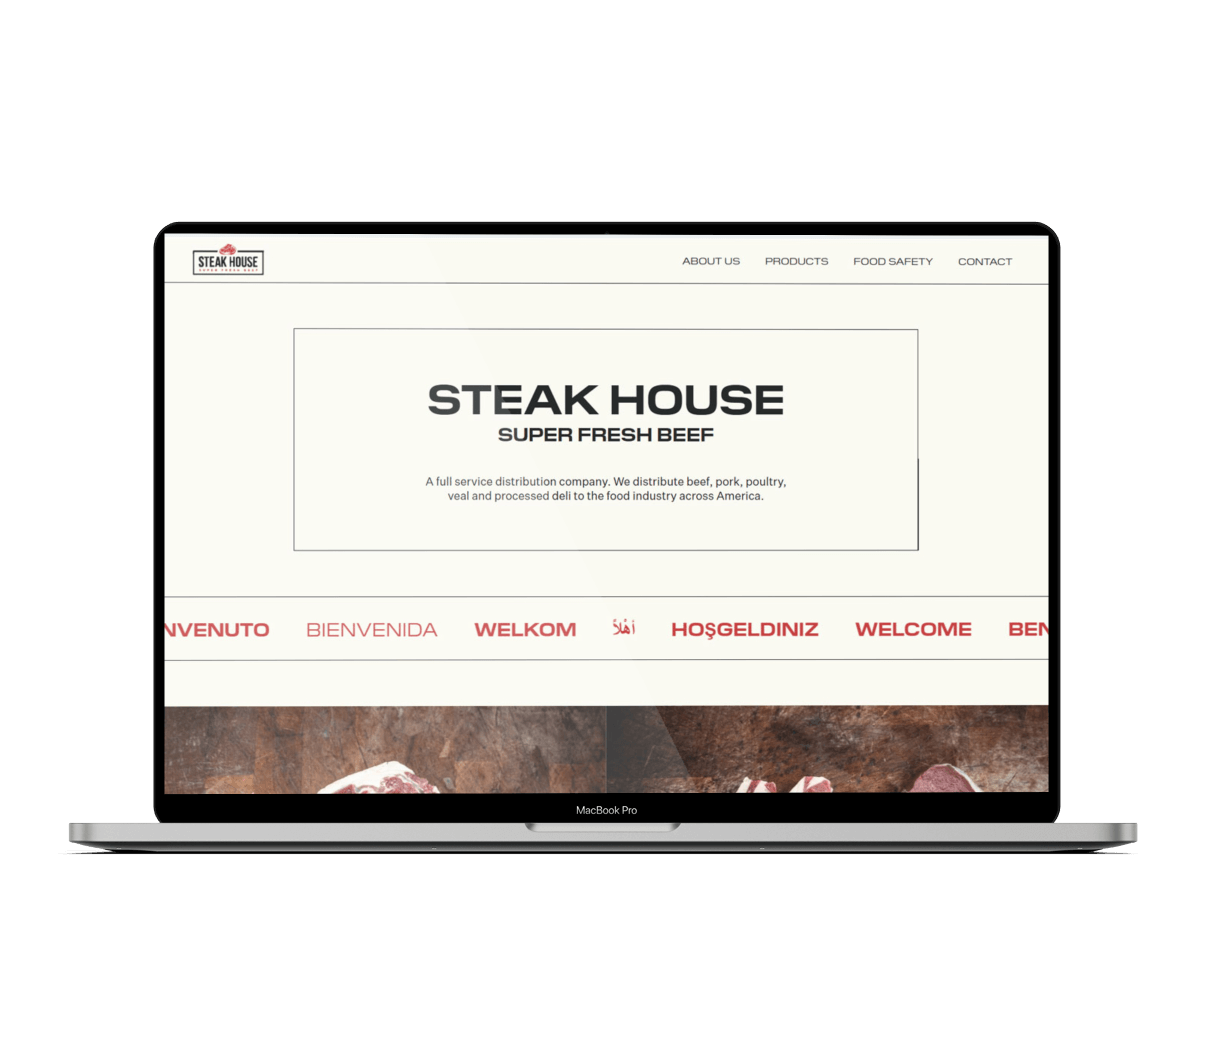 STEAK HOUSE
SUPER FRESH BEEF
ABOUT US PRODUCTS FOOD SAFETY CONTACT
STEAK HOUSE
SUPER FRESH BEEF
A full service distribution company. We distribute beef, pork, poultry,
veal and processed deli to the food industry across America.
NVENUTO BIENVENIDA WELKOM أهْلاً HOŞGELDINIZ WELCOME BEN
MacBook Pro